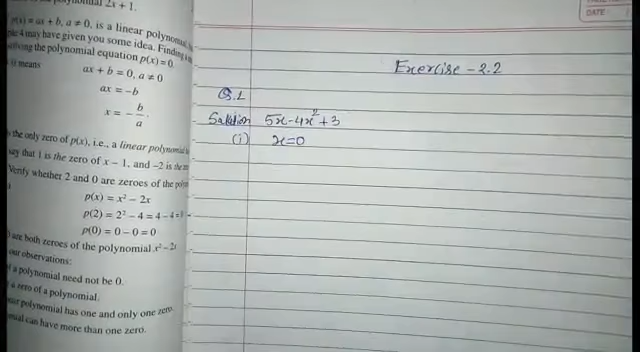 2x + 1.
p(x) = ax + b, a ≠ 0, is a linear
4 may have given you some idea. Finding
solving the polynomial equation p(x) = 0.
means
ax + b = 0, a ≠ 0
ax = –b
x = – b/a.
the only zero of p(x), i.e., a linear polynomial
say that 1 is the zero of x – 1, and –2 is the
Verify whether 2 and 0 are zeroes of the
p(x) = x² – 2x
p(2) = 2² – 4 = 4 – 4 =
p(0) = 0 – 0 = 0
are both zeroes of the polynomial x² – 2x
our observations:
a polynomial need not be 0.
a zero of a polynomial.
polynomial has one and only one zero.
can have more than one zero.
DATE
Exercise - 2.2
Q.1
Solution 5x-4x²+3
(i) x=0